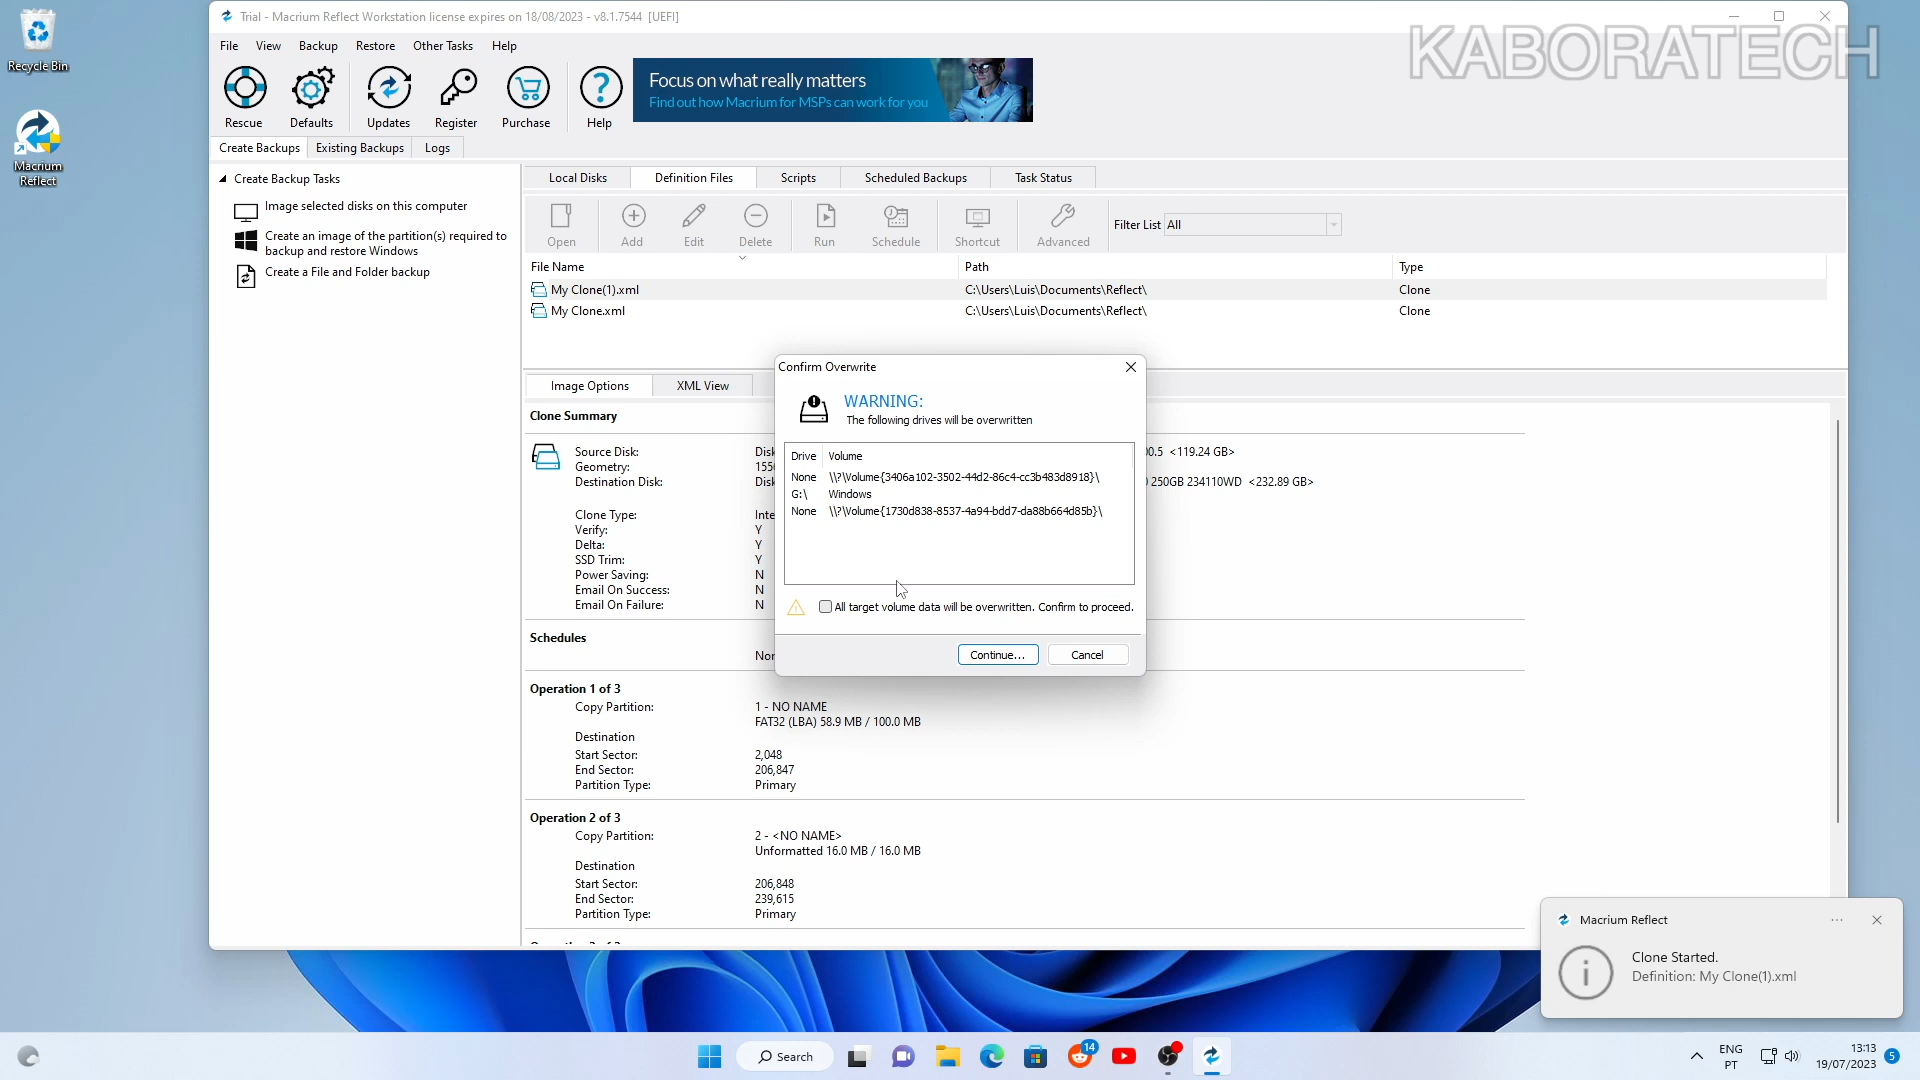 Recycle Bin
Macrium
Reflect
Trial - Macrium Reflect Workstation license expires on 18/08/2023 - v8.1.7544 [UEFI]
KABORATECH
File View Backup Restore Other Tasks Help
Rescue Defaults Updates Register Purchase Help
Focus on what really matters
Find out how Macrium for MSPs can work for you
Create Backups Existing Backups Logs
Create Backup Tasks
Image selected disks on this computer
Create an image of the partition(s) required to
backup and restore Windows
Create a File and Folder backup
Local Disks Definition Files Scripts Scheduled Backups Task Status
Open Add Edit Delete Run Schedule Shortcut Advanced Filter List All
File Name Path Type
My Clone(1).xml C:\Users\Luis\Documents\Reflect\ Clone
My Clone.xml C:\Users\Luis\Documents\Reflect\ Clone
Image Options XML View
Clone Summary
Source Disk: Disk 00.5 <119.24 GB>
Geometry: 155
Destination Disk: Disk 250GB 234110WD <232.89 GB>
Clone Type: Inte
Verify: Y
Delta: Y
SSD Trim: Y
Power Saving: N
Email On Success: N
Email On Failure: N
Schedules
Nor
Confirm Overwrite
WARNING:
The following drives will be overwritten
Drive Volume
None \\?\Volume{3406a102-3502-44d2-86c4-cc3b483d8918}\
G:\ Windows
None \\?\Volume{1730d838-8537-4a94-bdd7-da88b664d85b}\
All target volume data will be overwritten. Confirm to proceed.
Continue... Cancel
Operation 1 of 3
Copy Partition: 1 - NO NAME
FAT32 (LBA) 58.9 MB / 100.0 MB
Destination
Start Sector: 2,048
End Sector: 206,847
Partition Type: Primary
Operation 2 of 3
Copy Partition: 2 - <NO NAME>
Unformatted 16.0 MB / 16.0 MB
Destination
Start Sector: 206,848
End Sector: 239,615
Partition Type: Primary
Macrium Reflect
Clone Started.
Definition: My Clone(1).xml
Search
14
ENG
PT
13:13
19/07/2023
5